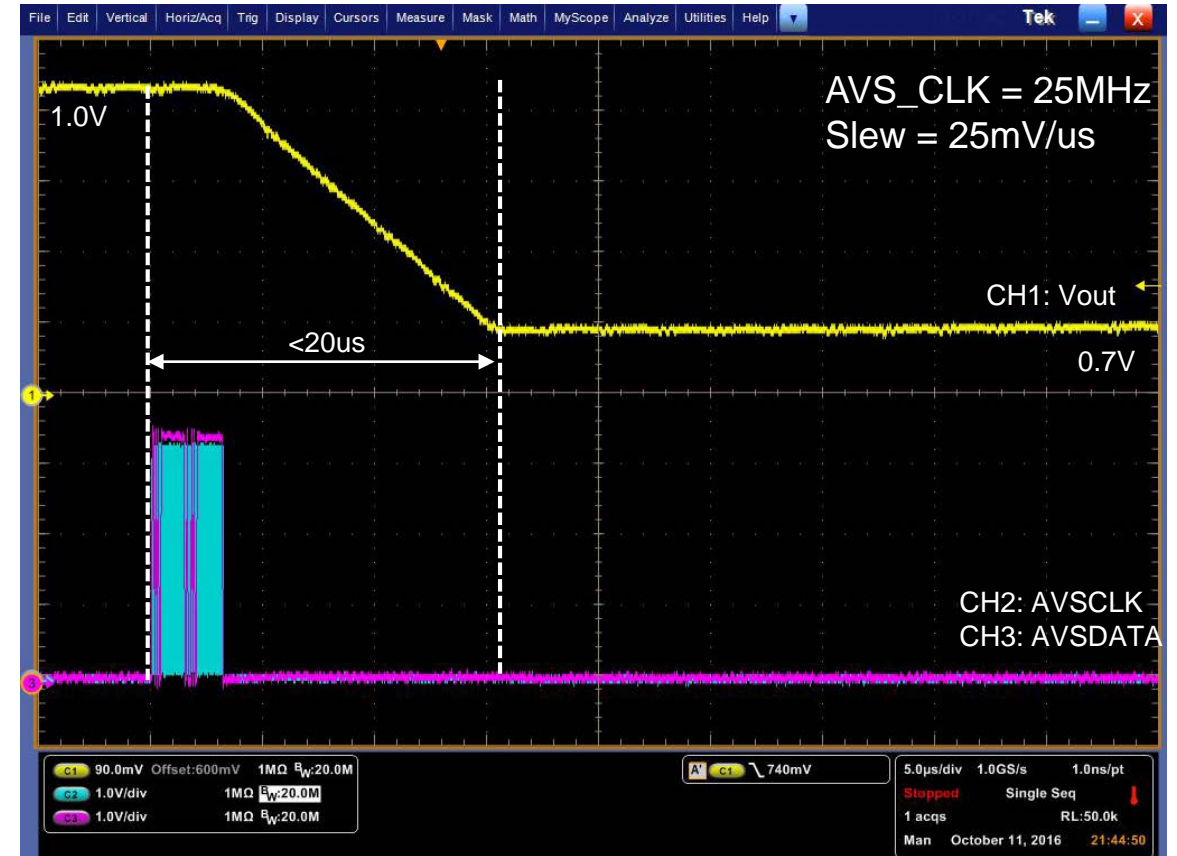 File Edit Vertical Horiz/Acq Trig Display Cursors Measure Mask Math MyScope Analyze Utilities Help Tek X
AVS_CLK = 25MHz
Slew = 25mV/us
1.0V
CH1: Vout
<20us
0.7V
1
CH2: AVSCLK
CH3: AVSDATA
3
C1 90.0mV Offset:600mV 1MΩ BW:20.0M
C2 1.0V/div 1MΩ BW:20.0M
C3 1.0V/div 1MΩ BW:20.0M
A' C1 740mV
5.0μs/div 1.0GS/s 1.0ns/pt
Stopped Single Seq
1 acqs RL:50.0k
Man October 11, 2016 21:44:50